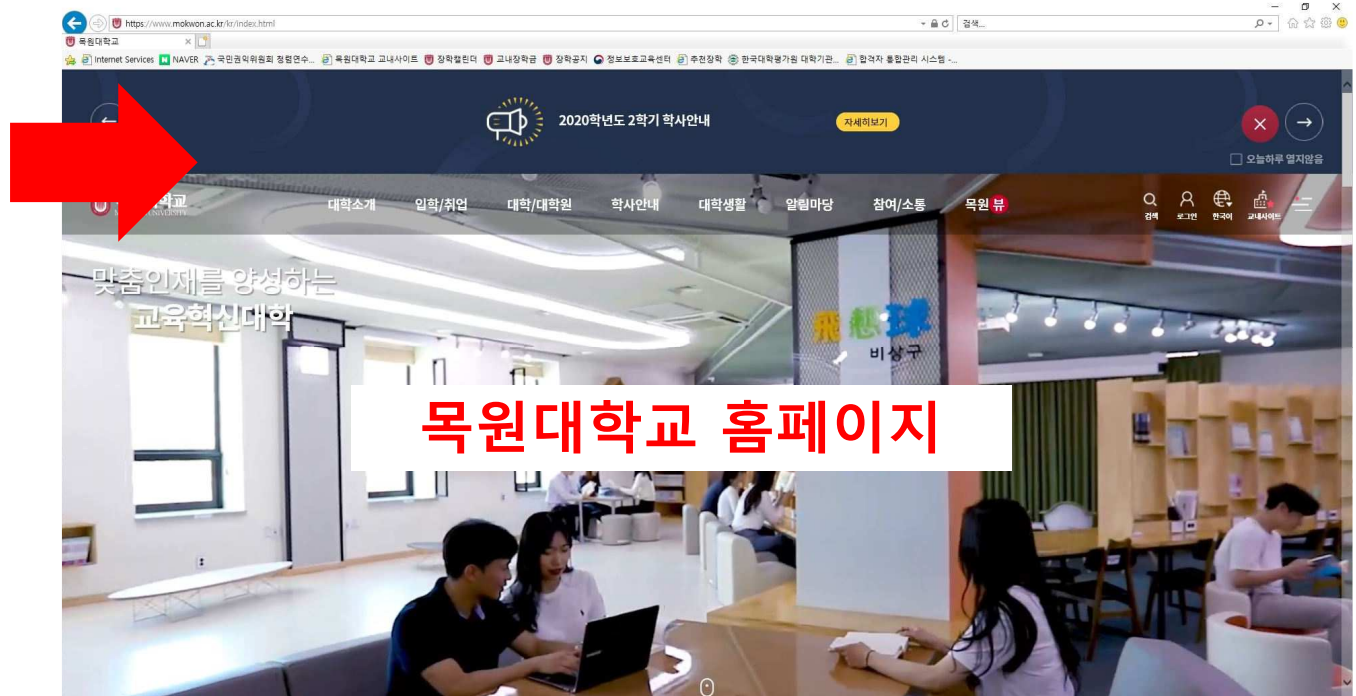 https://www.mokwon.ac.kr/kr/index.html
검색...
목원대학교
Internet Services NAVER 국민권익위원회 청렴연수... 목원대학교 교내사이트 장학캘린더 교내장학금 장학공지 정보보호교육센터 추천장학 한국대학평가원 대학기관... 합격자 통합관리 시스템 -...
2020학년도 2학기 학사안내
자세히보기
오늘하루 열지않음
대학소개 입학/취업 대학/대학원 학사안내 대학생활 알림마당 참여/소통 목원뷰
검색 로그인 한국어 교내사이트
맞춤인재를 양성하는
교육혁신대학
飛想球
비상구
목원대학교 홈페이지